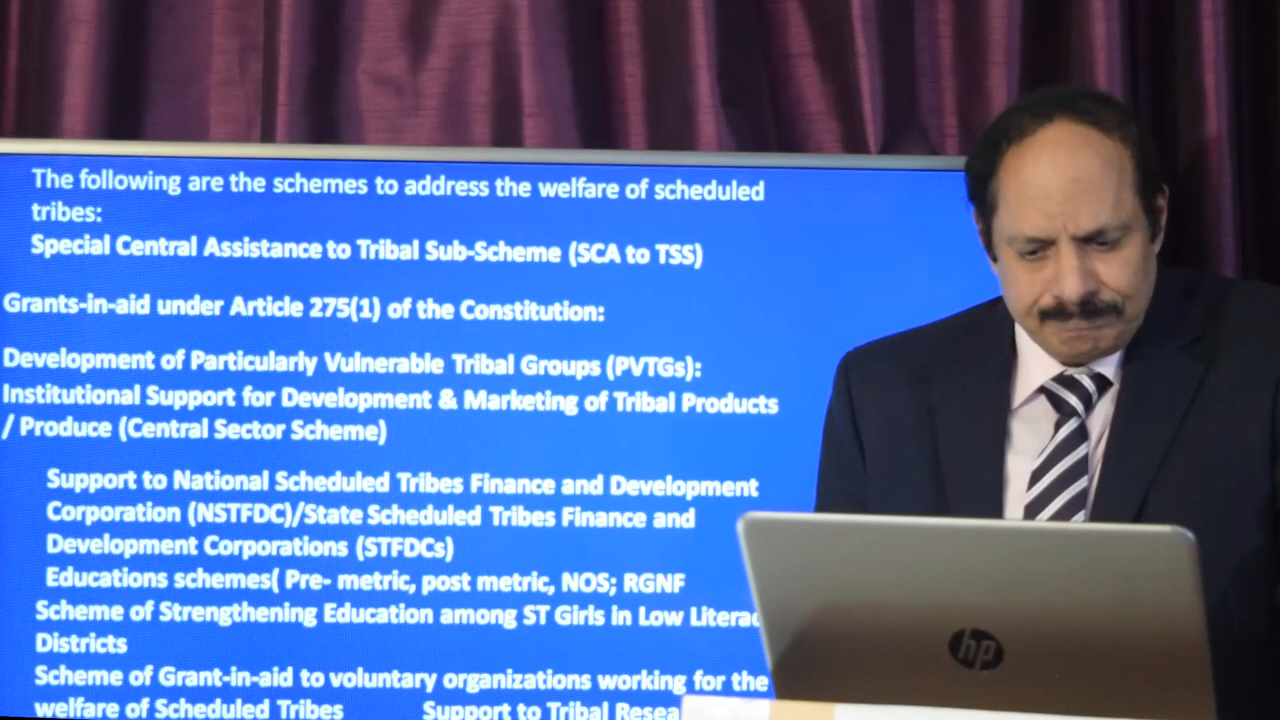 The following are the schemes to address the welfare of scheduled
tribes:
Special Central Assistance to Tribal Sub-Scheme (SCA to TSS)
Grants-in-aid under Article 275(1) of the Constitution:
Development of Particularly Vulnerable Tribal Groups (PVTGs):
Institutional Support for Development & Marketing of Tribal Products
/ Produce (Central Sector Scheme)
Support to National Scheduled Tribes Finance and Development
Corporation (NSTFDC)/State Scheduled Tribes Finance and
Development Corporations (STFDCs)
Educations schemes( Pre- metric, post metric, NOS; RGNF
Scheme of Strengthening Education among ST Girls in Low
Districts
Scheme of Grant-in-aid to voluntary organizations working for the
welfare of Scheduled Tribes Support to Tribal
hp